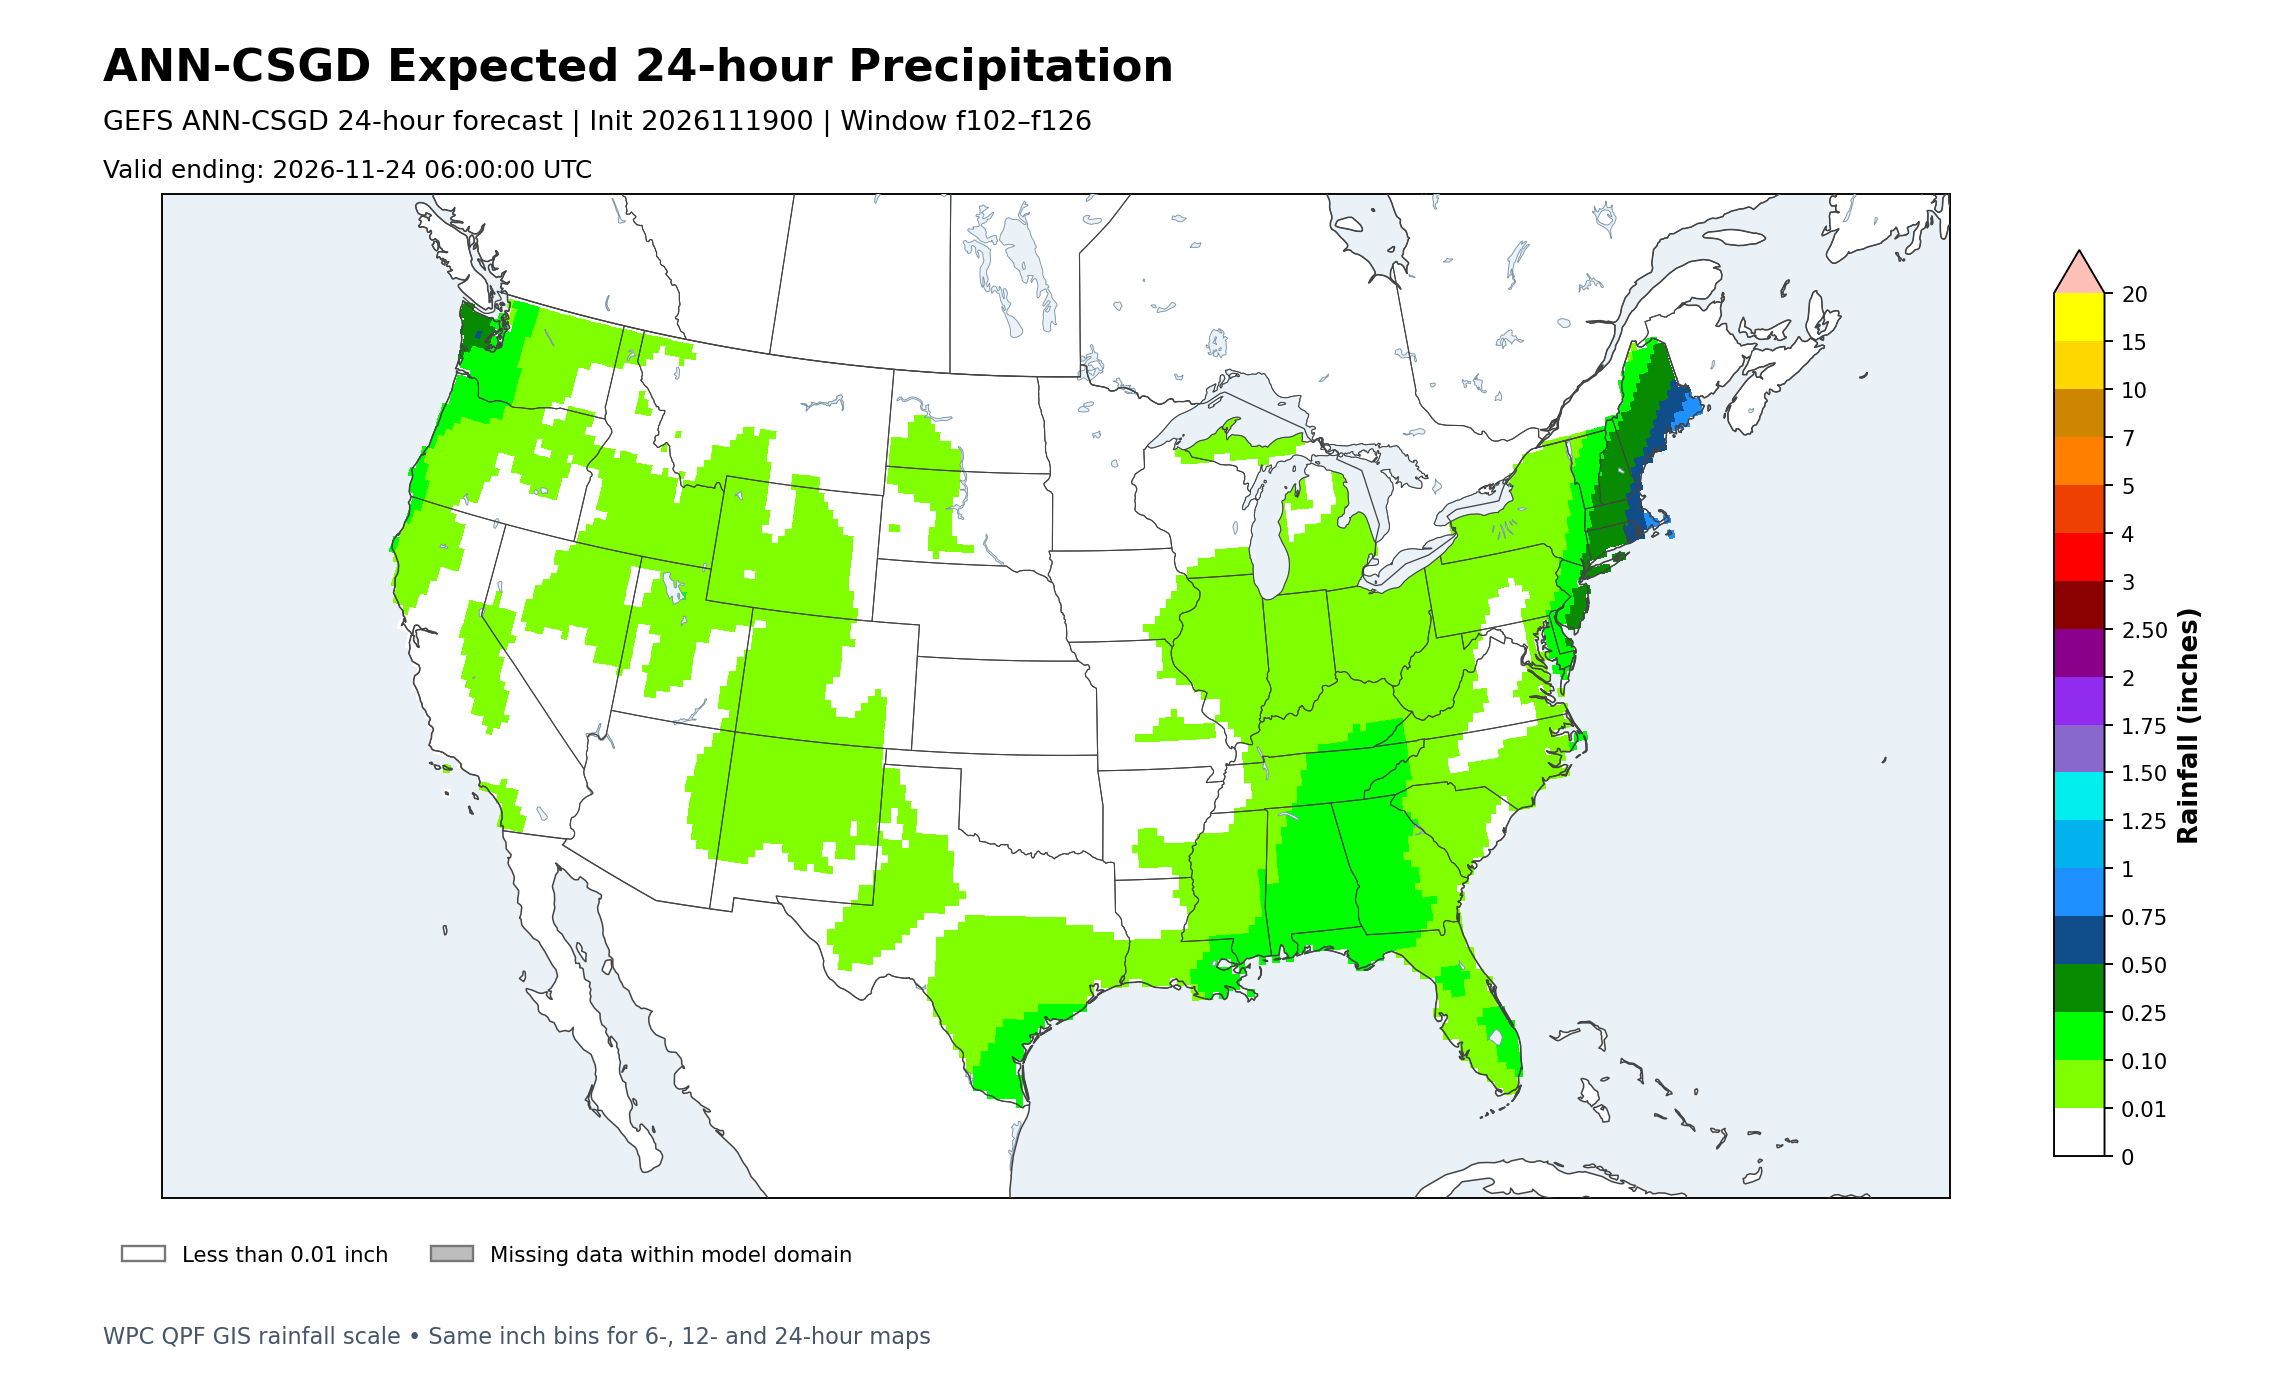 ANN-CSGD Expected 24-hour Precipitation
GEFS ANN-CSGD 24-hour forecast | Init 2026111900 | Window f102–f126
Valid ending: 2026-11-24 06:00:00 UTC
20
15
10
7
5
4
3
2.50
2
1.75
1.50
1.25
1
0.75
0.50
0.25
0.10
0.01
0
Rainfall (inches)
Less than 0.01 inch
Missing data within model domain
WPC QPF GIS rainfall scale • Same inch bins for 6-, 12- and 24-hour maps